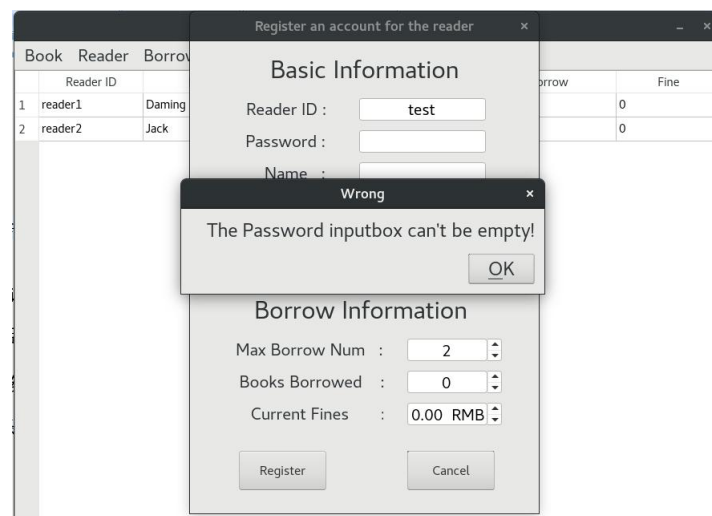 Register an account for the reader ×
– ×
Book Reader Borrow
Basic Information
Reader ID Fine
1 reader1 Daming 0
2 reader2 Jack 0
Reader ID : test
Password :
Name :
Wrong ×
The Password inputbox can't be empty!
OK
Borrow Information
Max Borrow Num : 2
Books Borrowed : 0
Current Fines : 0.00 RMB
Register Cancel